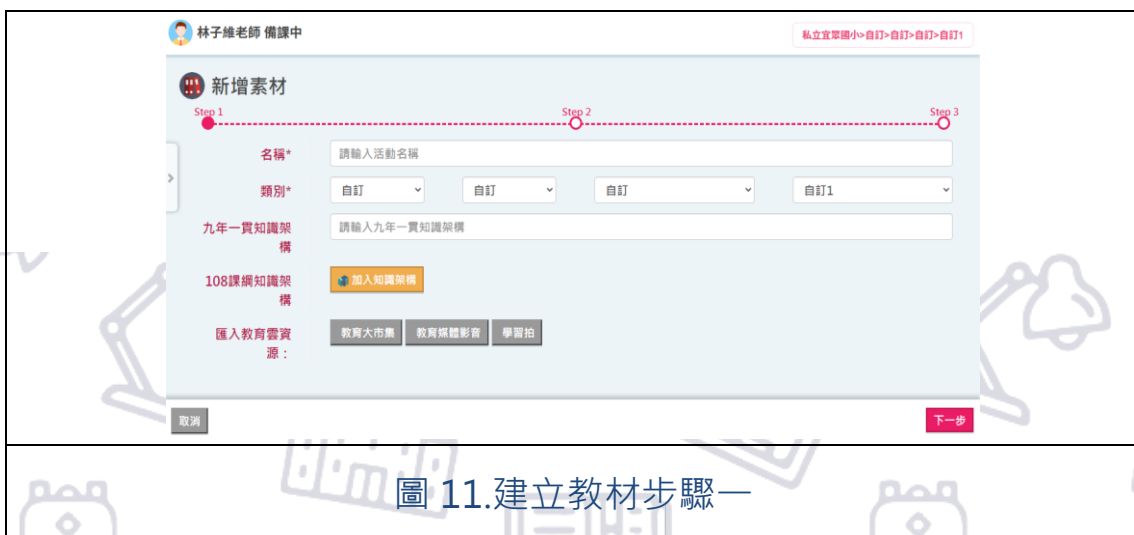 林子維老師 備課中
私立宜眾國小>自訂>自訂>自訂>自訂1
新增素材
Step 1
Step 2
Step 3
名稱*
請輸入活動名稱
類別*
自訂
自訂
自訂
自訂1
九年一貫知識架
構
請輸入九年一貫知識架構
108課綱知識架
構
加入知識架構
匯入教育雲資
源：
教育大市集
教育媒體影音
學習拍
取消
下一步
圖 11.建立教材步驟一